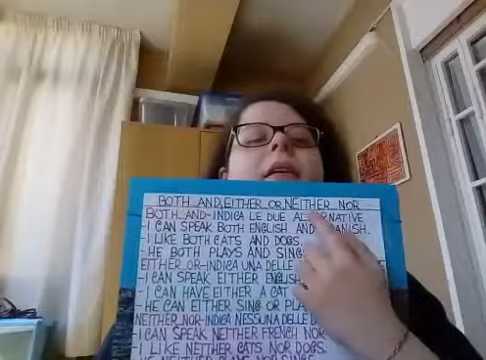 BOTH AND, EITHER OR, NEITHER NOR
BOTH AND-INDICA LE DUE ALTERNATIVE
-I CAN SPEAK BOTH ENGLISH AND SPANISH.
-I LIKE BOTH CATS AND DOGS.
-HE BOTH PLAYS AND SINGS
EITHER OR-INDICA UNA DELLE
-I CAN SPEAK EITHER ENGLISH
I CAN HAVE EITHER A CAT
-HE CAN EITHER SING OR PLAY
NEITHER NOR-INDICA NESSUNA DELLE
-I CAN SPEAK NEITHER FRENCH NOR
-I LIKE NEITHER CATS NOR DOGS.